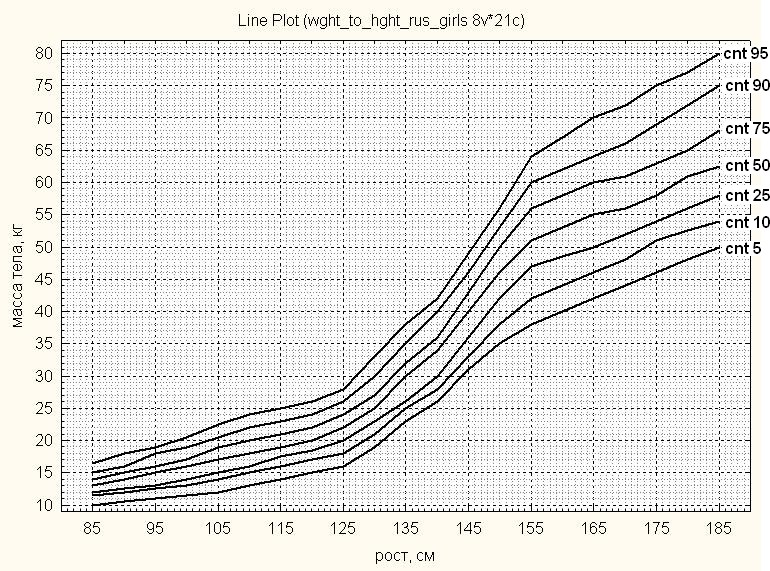 Line Plot (wght_to_hght_rus_girls 8v*21c)
80
75
70
65
60
55
50
45
40
35
30
25
20
15
10
масса тела, кг
cnt 95
cnt 90
cnt 75
cnt 50
cnt 25
cnt 10
cnt 5
85 95 105 115 125 135 145 155 165 175 185
рост, см